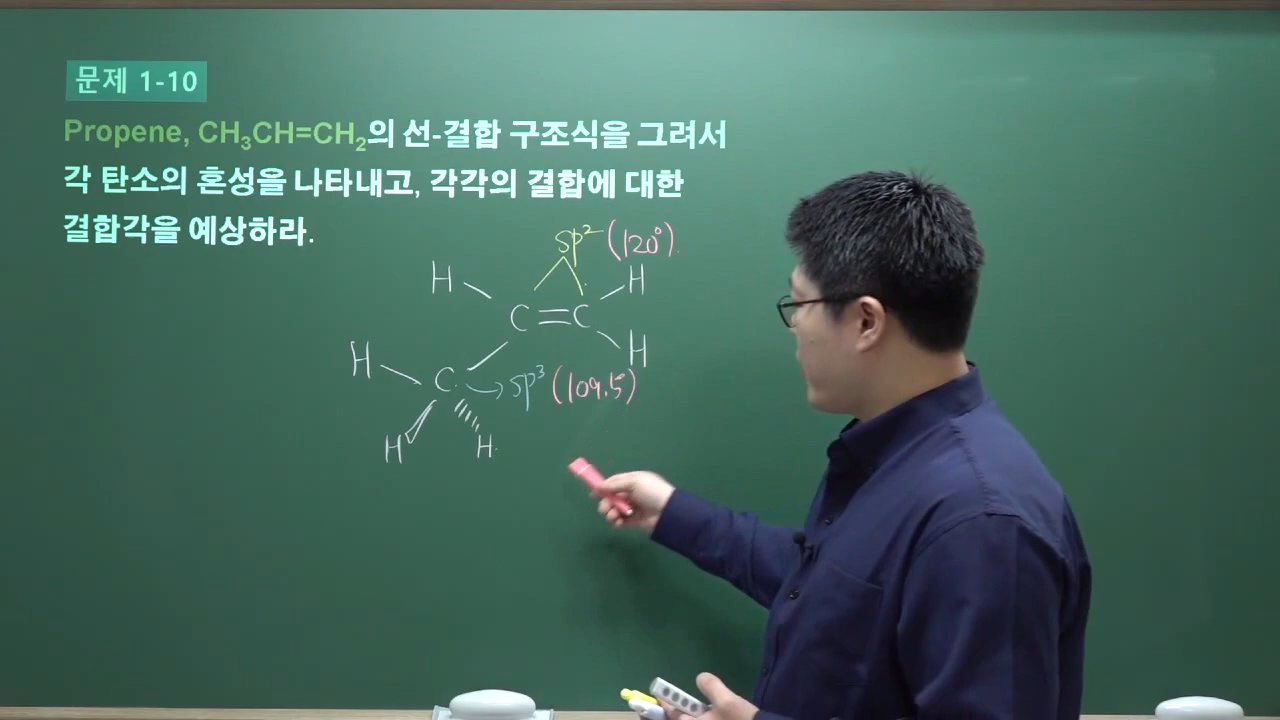 문제 1-10
Propene, CH₃CH=CH₂의 선-결합 구조식을 그려서
각 탄소의 혼성을 나타내고, 각각의 결합에 대한
결합각을 예상하라.
sp² (120°).
H H
C = C
H H
C sp³ (109.5°)
H H